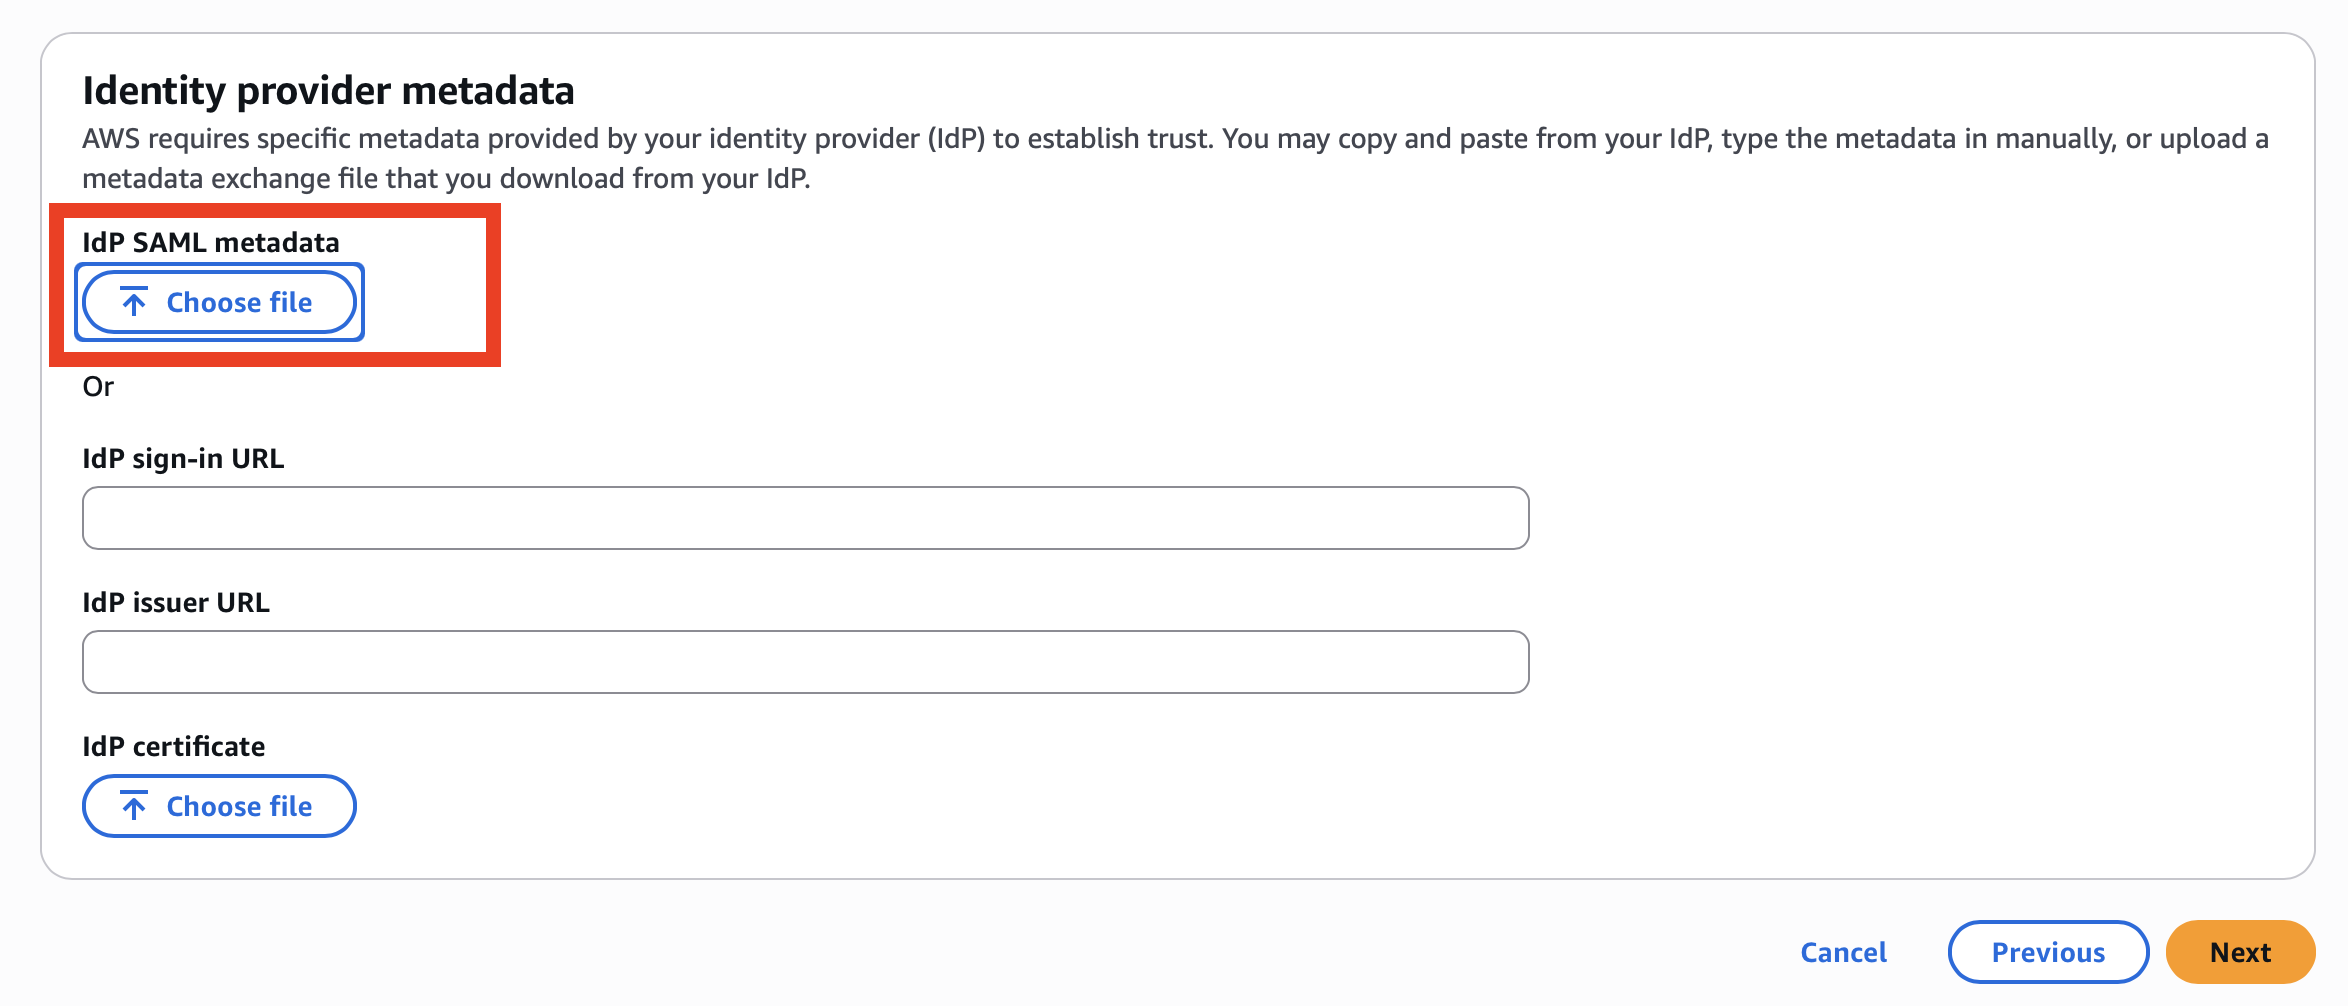 Identity provider metadata
AWS requires specific metadata provided by your identity provider (IdP) to establish trust. You may copy and paste from your IdP, type the metadata in manually, or upload a
metadata exchange file that you download from your IdP.
IdP SAML metadata
Choose file
Or
IdP sign-in URL
IdP issuer URL
IdP certificate
Choose file
Cancel
Previous
Next